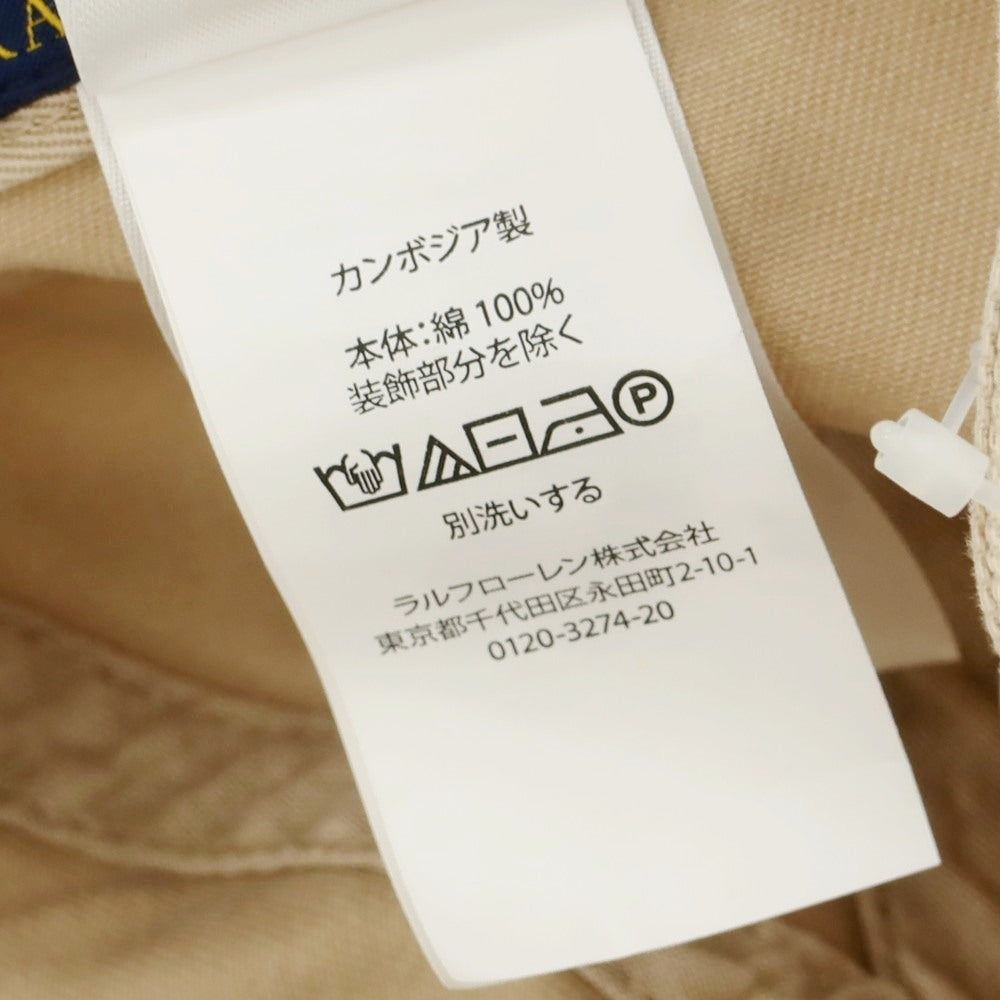 RA
カンボジア製
本体:綿 100%
装飾部分を除く
P
別洗いする
ラルフローレン株式会社
東京都千代田区永田町2-10-1
0120-3274-20